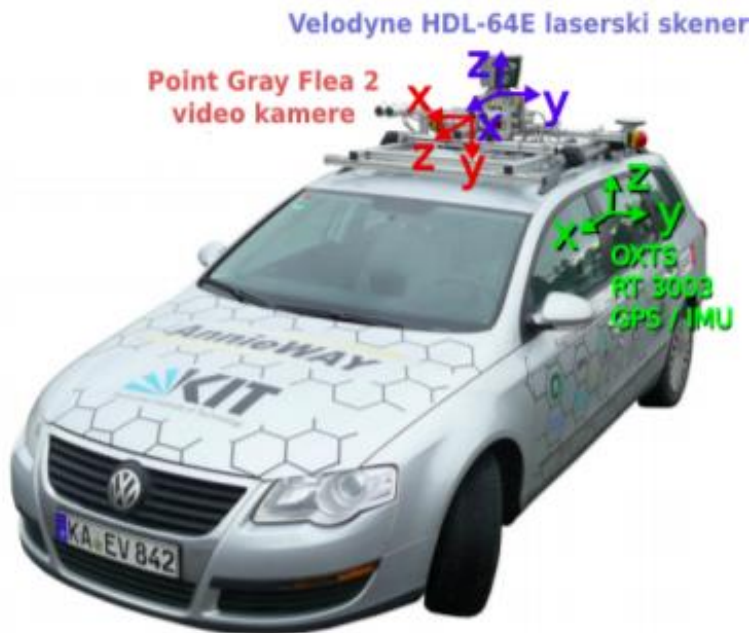 Velodyne HDL-64E laserski skener
Point Gray Flea 2
video kamere
z
x
y
x
z
y
z
x
y
OXTS
RT 3003
GPS / IMU
AnnieWAY
KIT
KA EV 842